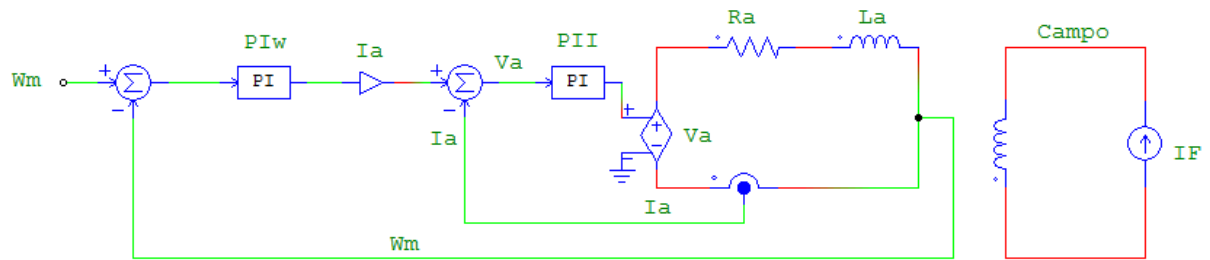 Ra
La
PIw
Ia
PII
Campo
Wm
+
Σ
PI
+
Σ
Va
PI
-
-
+
+
-
Va
Ia
IF
Ia
Wm